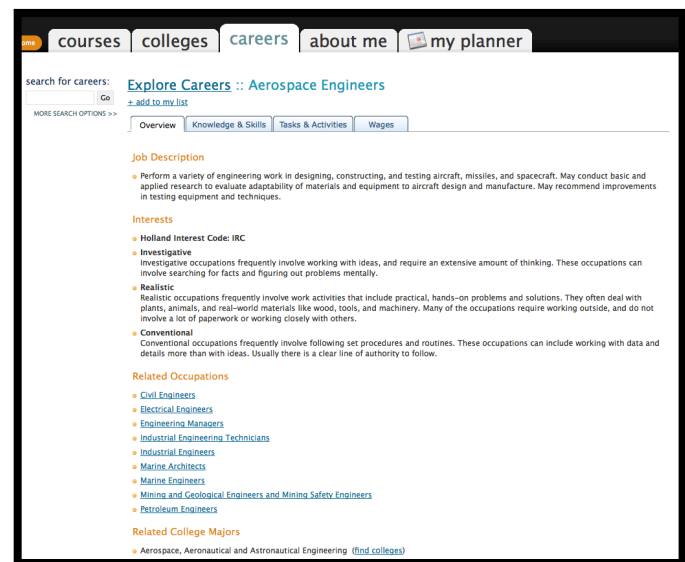 ome
courses
colleges
careers
about me
my planner
search for careers:
Go
MORE SEARCH OPTIONS >>
Explore Careers :: Aerospace Engineers
+ add to my list
Overview
Knowledge & Skills
Tasks & Activities
Wages
Job Description
Perform a variety of engineering work in designing, constructing, and testing aircraft, missiles, and spacecraft. May conduct basic and
applied research to evaluate adaptability of materials and equipment to aircraft design and manufacture. May recommend improvements
in testing equipment and techniques.
Interests
Holland Interest Code: IRC
Investigative
Investigative occupations frequently involve working with ideas, and require an extensive amount of thinking. These occupations can
involve searching for facts and figuring out problems mentally.
Realistic
Realistic occupations frequently involve work activities that include practical, hands-on problems and solutions. They often deal with
plants, animals, and real-world materials like wood, tools, and machinery. Many of the occupations require working outside, and do not
involve a lot of paperwork or working closely with others.
Conventional
Conventional occupations frequently involve following set procedures and routines. These occupations can include working with data and
details more than with ideas. Usually there is a clear line of authority to follow.
Related Occupations
Civil Engineers
Electrical Engineers
Engineering Managers
Industrial Engineering Technicians
Industrial Engineers
Marine Architects
Marine Engineers
Mining and Geological Engineers and Mining Safety Engineers
Petroleum Engineers
Related College Majors
Aerospace, Aeronautical and Astronautical Engineering (find colleges)